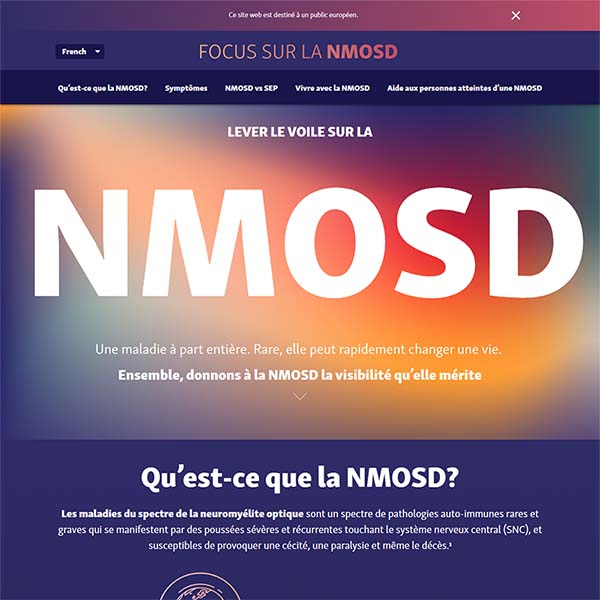 Ce site web est destiné à un public européen.
French
FOCUS SUR LA NMOSD
Qu'est-ce que la NMOSD? Symptômes NMOSD vs SEP Vivre avec la NMOSD Aide aux personnes atteintes d'une NMOSD
LEVER LE VOILE SUR LA
NMOSD
Une maladie à part entière. Rare, elle peut rapidement changer une vie.
Ensemble, donnons à la NMOSD la visibilité qu'elle mérite
Qu'est-ce que la NMOSD?
Les maladies du spectre de la neuromyélite optique sont un spectre de pathologies auto-immunes rares et
graves qui se manifestent par des poussées sévères et récurrentes touchant le système nerveux central (SNC), et
susceptibles de provoquer une cécité, une paralysie et même le décès.¹